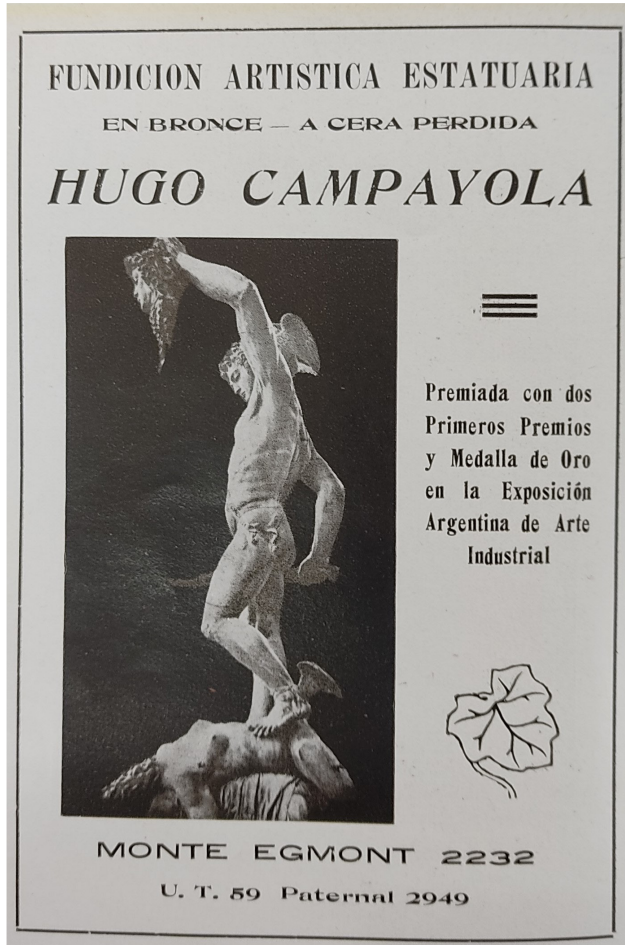 FUNDICION ARTISTICA ESTATUARIA
EN BRONCE — A CERA PERDIDA
HUGO CAMPAYOLA
Premiada con dos
Primeros Premios
y Medalla de Oro
en la Exposición
Argentina de Arte
Industrial
MONTE EGMONT 2232
U. T. 59 Paternal 2949